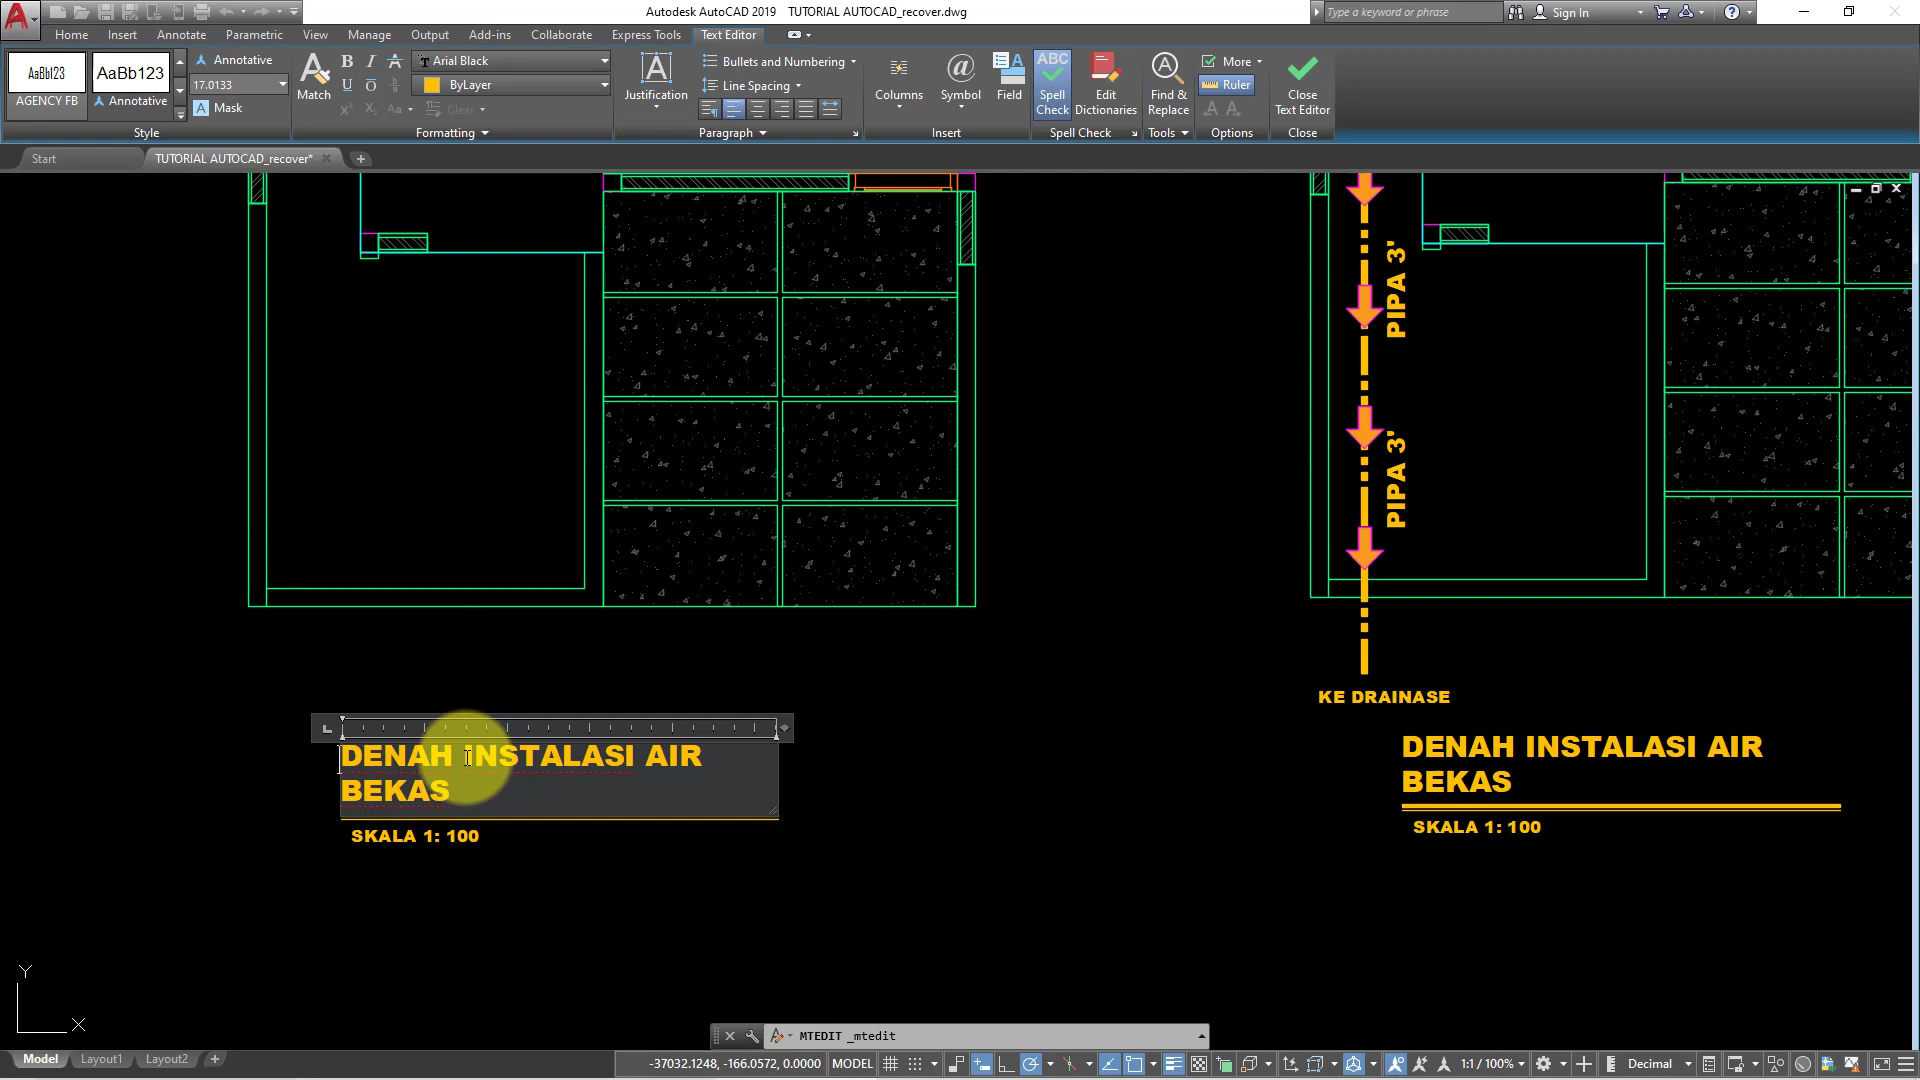 Autodesk AutoCAD 2019 TUTORIAL AUTOCAD_recover.dwg
Type a keyword or phrase
Sign In
Home Insert Annotate Parametric View Manage Output Add-ins Collaborate Express Tools Text Editor
AaBb123
AGENCY FB
AaBb123
Annotative
Annotative
17.0133
Mask
Style
Match
Arial Black
ByLayer
Clear
Formatting
Justification
Bullets and Numbering
Line Spacing
Paragraph
Columns
Symbol
Field
Insert
Spell Check
Edit Dictionaries
Spell Check
Find & Replace
Tools
More
Ruler
Options
Close Text Editor
Close
Start
TUTORIAL AUTOCAD_recover*
PIPA 3'
PIPA 3'
KE DRAINASE
DENAH INSTALASI AIR
BEKAS
SKALA 1: 100
DENAH INSTALASI AIR
BEKAS
SKALA 1: 100
Y
X
MTEDIT _mtedit
Model Layout1 Layout2
-37032.1248, -166.0572, 0.0000 MODEL
1:1 / 100%
Decimal